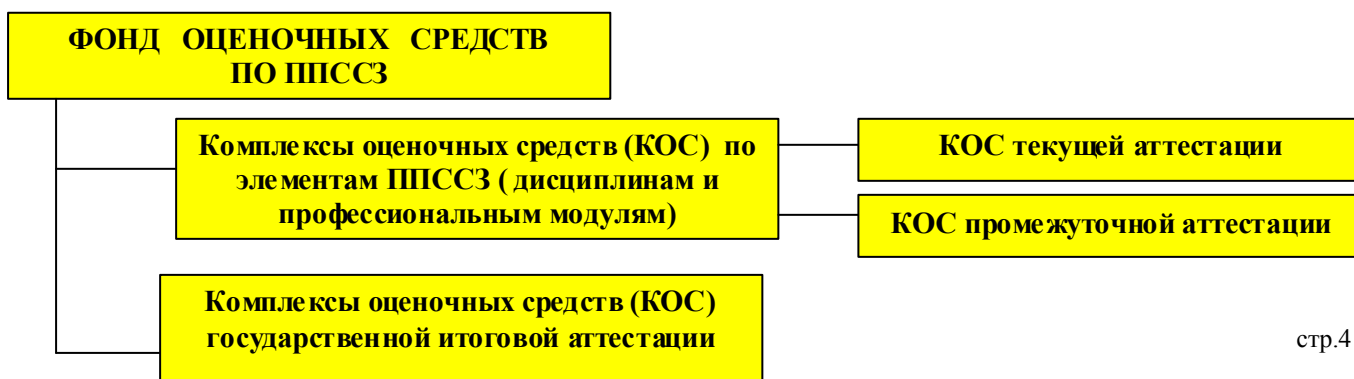 ФОНД ОЦЕНОЧНЫХ СРЕДСТВ
ПО ППССЗ
Комплексы оценочных средств (КОС) по
элементам ППССЗ ( дисциплинам и
профессиональным модулям)
КОС текущей аттестации
КОС промежуточной аттестации
Комплексы оценочных средств (КОС)
государственной итоговой аттестации
стр.4